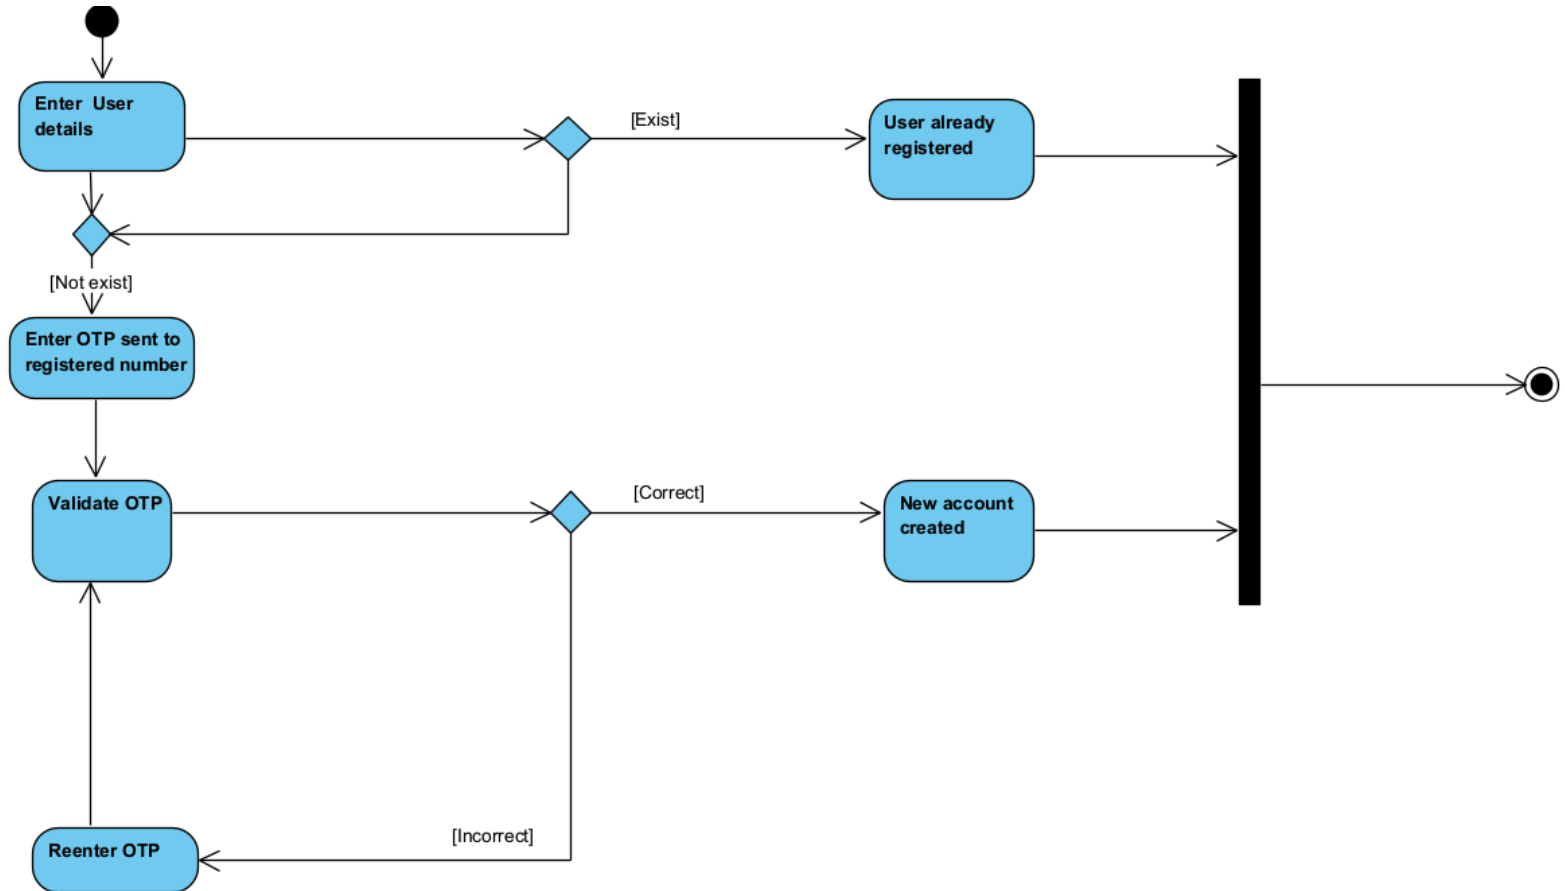 Enter  User
details
[Exist]
User already
registered
[Not exist]
Enter OTP sent to
registered number
Validate OTP
[Correct]
New account
created
[Incorrect]
Reenter OTP